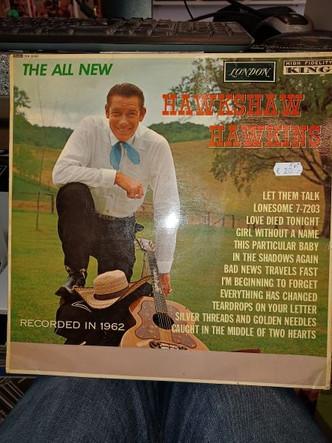 THE ALL NEW
LONDON
HIGH FIDELITY
KING
HAWKSHAW
HAWKINS
LET THEM TALK
LONESOME 7-7203
LOVE DIED TONIGHT
GIRL WITHOUT A NAME
THIS PARTICULAR BABY
IN THE SHADOWS AGAIN
BAD NEWS TRAVELS FAST
I'M BEGINNING TO FORGET
EVERYTHING HAS CHANGED
TEARDROPS ON YOUR LETTER
SILVER THREADS AND GOLDEN NEEDLES
CAUGHT IN THE MIDDLE OF TWO HEARTS
RECORDED IN 1962